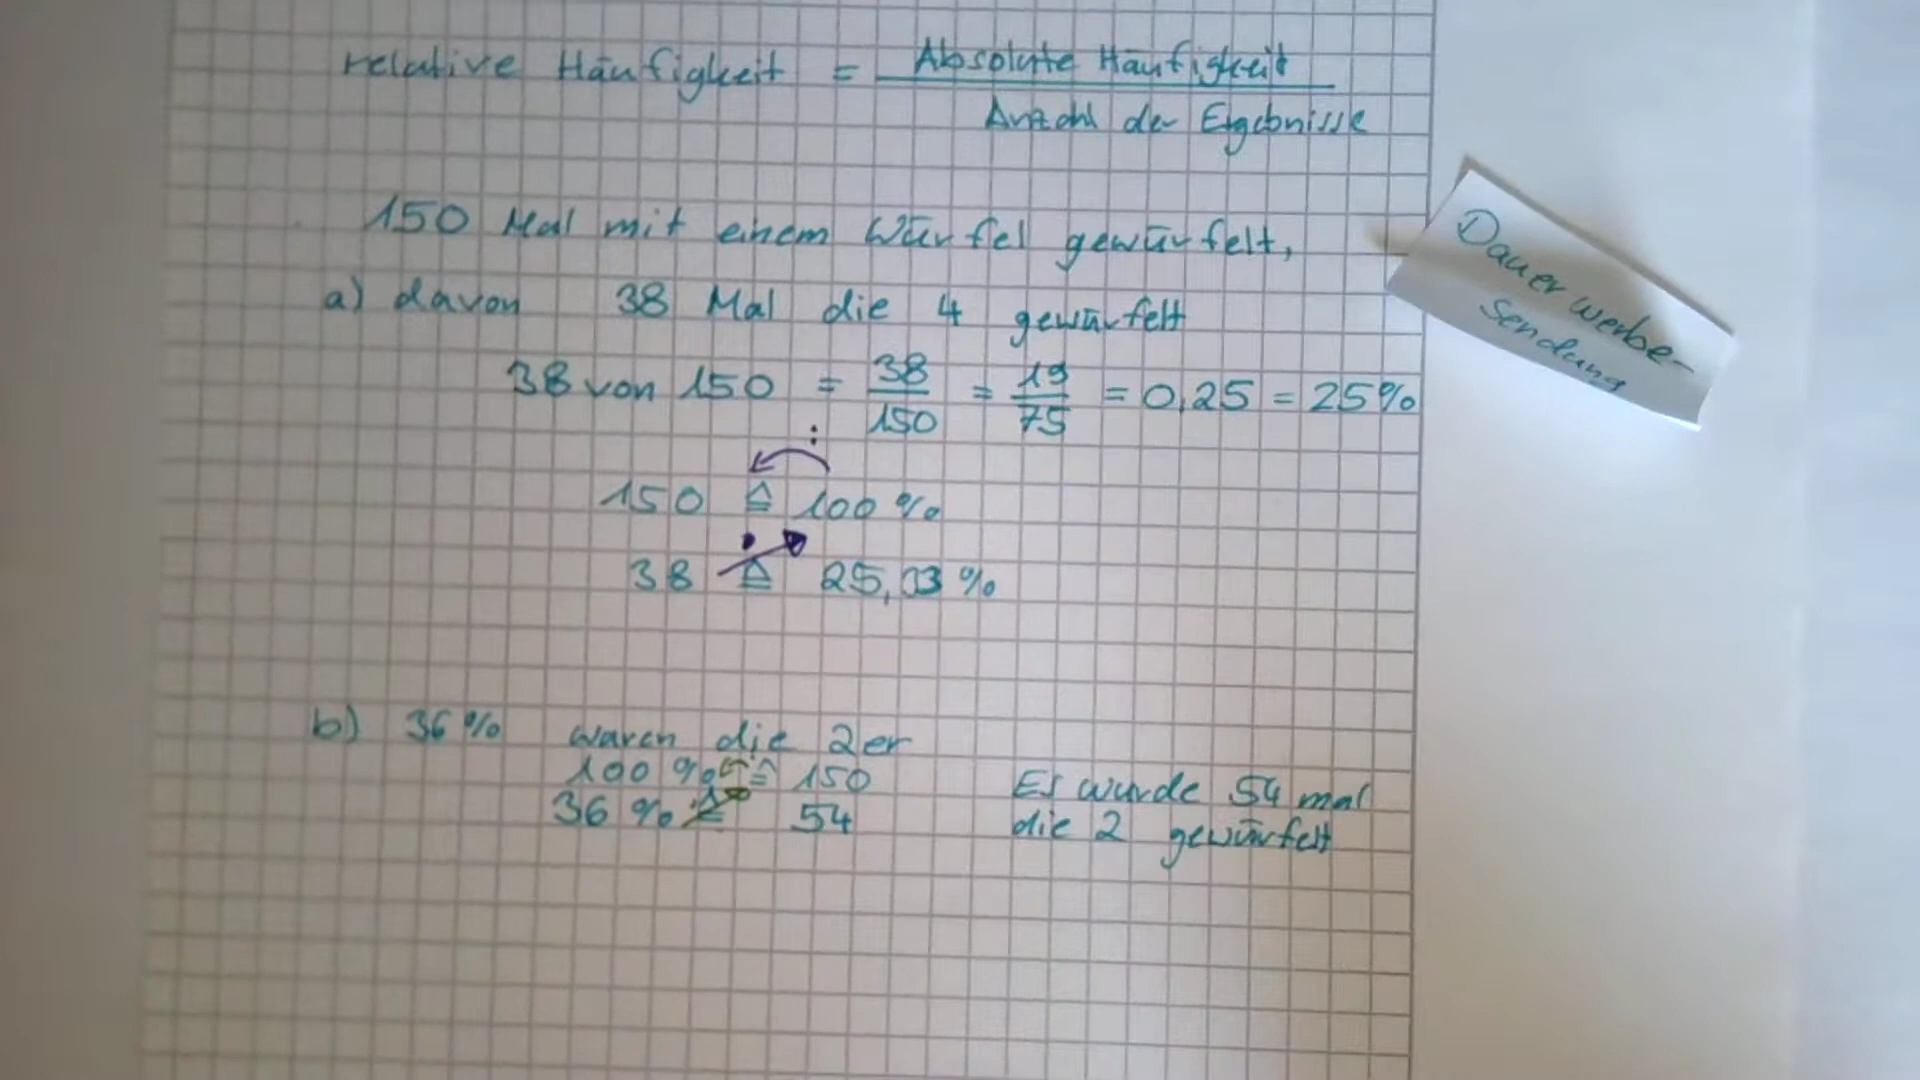 relative Häufigkeit = Absolute Häufigkeit
Anzahl der Ergebnisse
150 Mal mit einem Würfel gewürfelt,
a) davon 38 Mal die 4 gewürfelt
38 von 150 = 38/150 = 19/75 = 0,25 = 25%
:
150 ≙ 100 %
•
38 ≙ 25,33 %
b) 36 % waren die 2er
100 % ≙ 150
36 % ≙ 54
Es wurde 54 mal
die 2 gewürfelt
Dauerwerbe-
Sendung